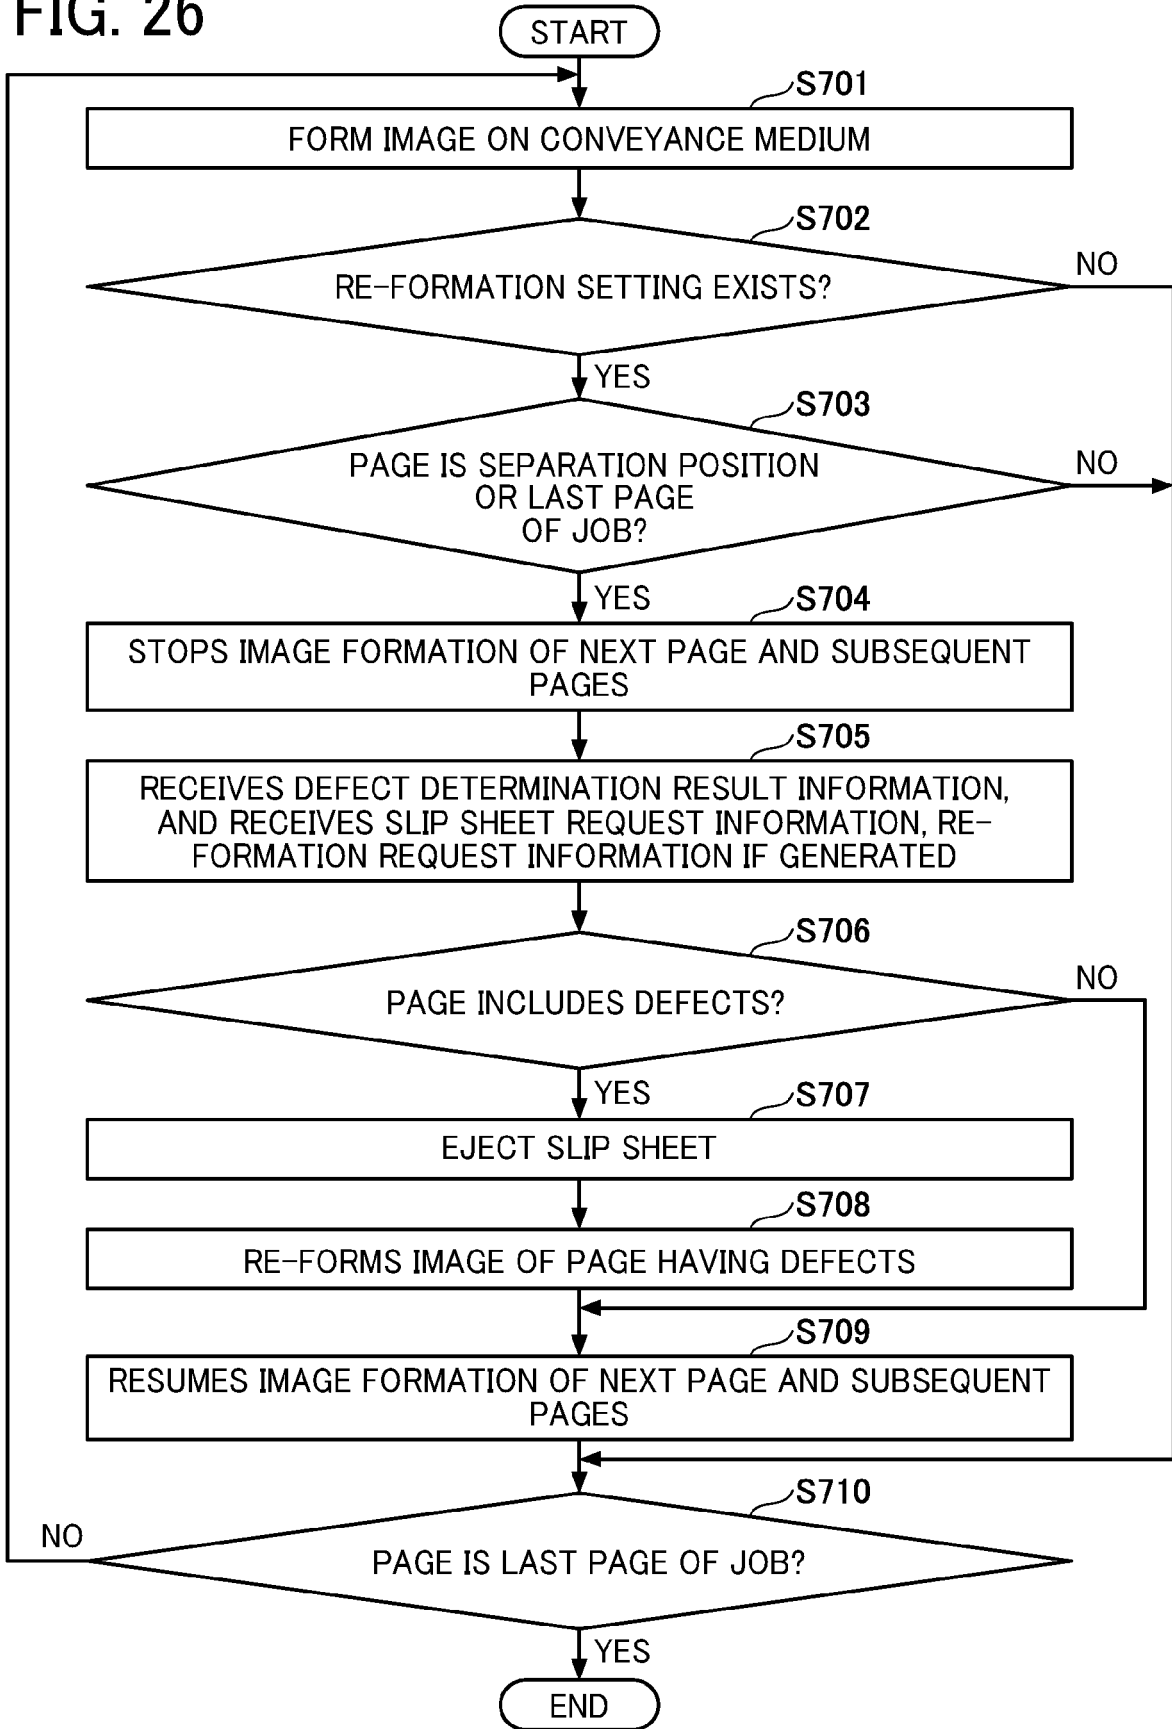 FIG. 26
START
S701
FORM IMAGE ON CONVEYANCE MEDIUM
S702
RE-FORMATION SETTING EXISTS?
NO
YES
S703
PAGE IS SEPARATION POSITION
OR LAST PAGE
OF JOB?
NO
YES
S704
STOPS IMAGE FORMATION OF NEXT PAGE AND SUBSEQUENT
PAGES
S705
RECEIVES DEFECT DETERMINATION RESULT INFORMATION,
AND RECEIVES SLIP SHEET REQUEST INFORMATION, RE-
FORMATION REQUEST INFORMATION IF GENERATED
S706
PAGE INCLUDES DEFECTS?
NO
YES
S707
EJECT SLIP SHEET
S708
RE-FORMS IMAGE OF PAGE HAVING DEFECTS
S709
RESUMES IMAGE FORMATION OF NEXT PAGE AND SUBSEQUENT
PAGES
S710
NO
PAGE IS LAST PAGE OF JOB?
YES
END